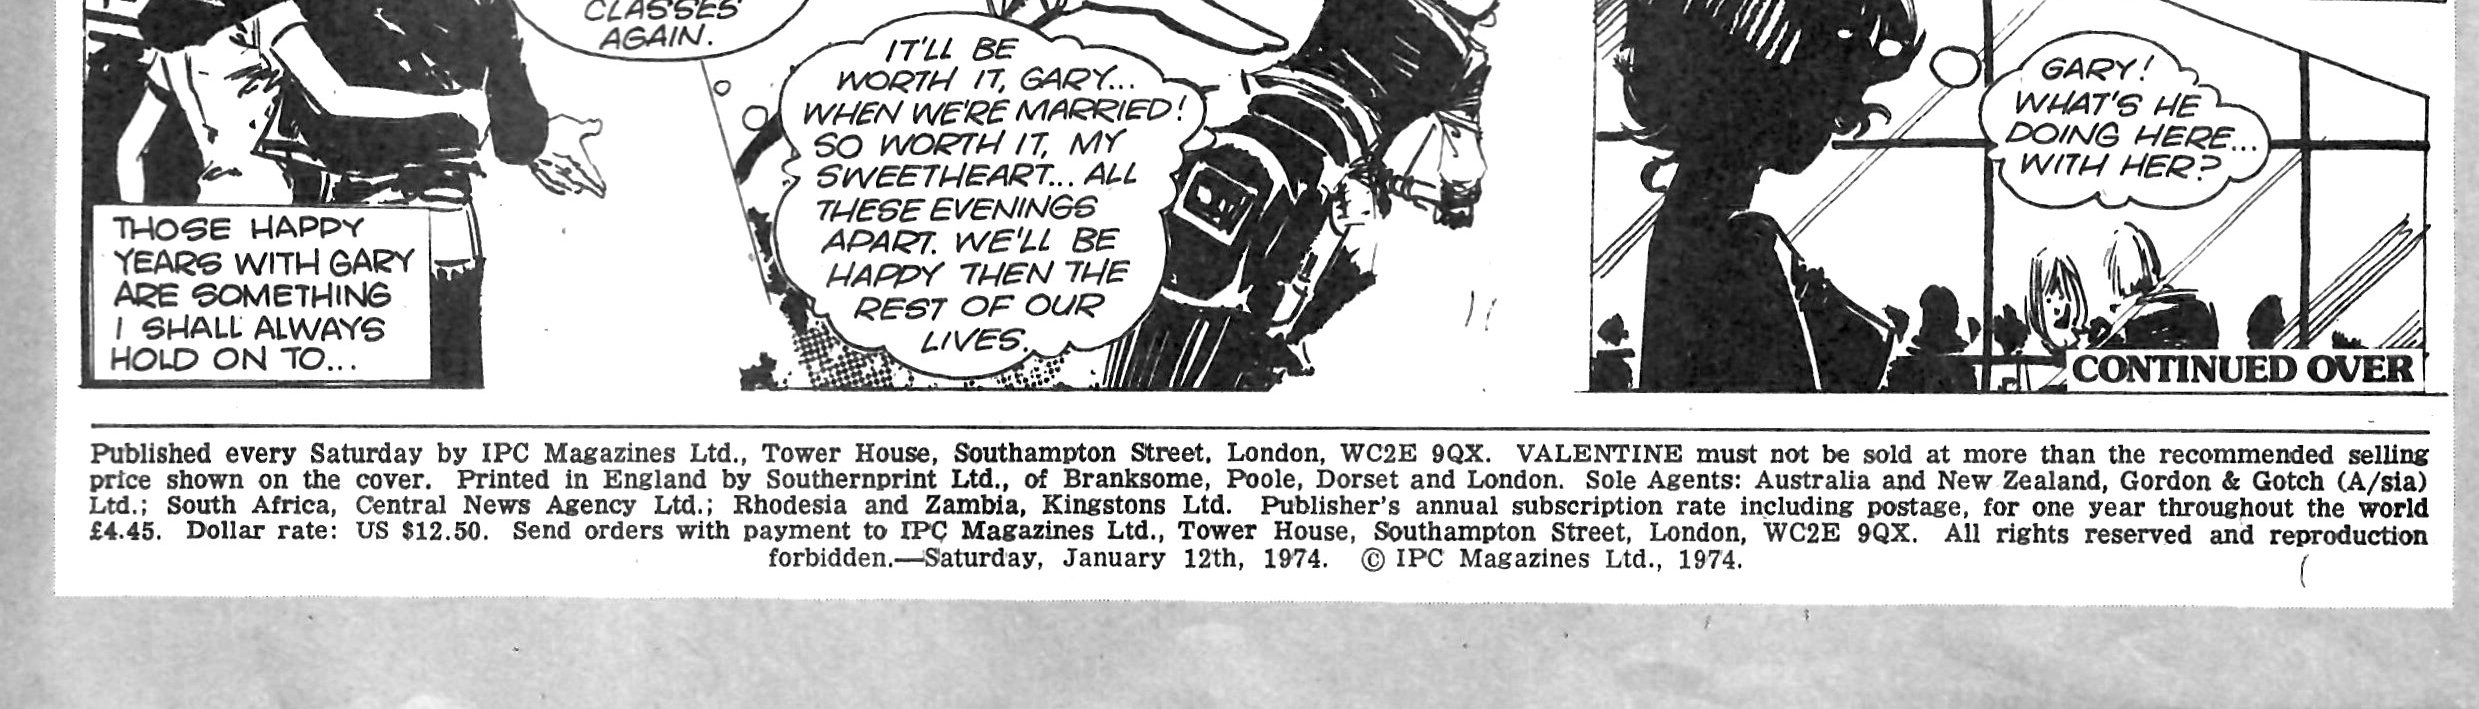 CLASSES
AGAIN.
THOSE HAPPY
YEARS WITH GARY
ARE SOMETHING
I SHALL ALWAYS
HOLD ON TO...
IT'LL BE
WORTH IT, GARY...
WHEN WE'RE MARRIED!
SO WORTH IT, MY
SWEETHEART... ALL
THESE EVENINGS
APART. WE'LL BE
HAPPY THEN THE
REST OF OUR
LIVES.
GARY!
WHAT'S HE
DOING HERE...
WITH HER?
CONTINUED OVER
Published every Saturday by IPC Magazines Ltd., Tower House, Southampton Street, London, WC2E 9QX. VALENTINE must not be sold at more than the recommended selling
price shown on the cover. Printed in England by Southernprint Ltd., of Branksome, Poole, Dorset and London. Sole Agents: Australia and New Zealand, Gordon & Gotch (A/sia)
Ltd.; South Africa, Central News Agency Ltd.; Rhodesia and Zambia, Kingstons Ltd. Publisher's annual subscription rate including postage, for one year throughout the world
£4.45. Dollar rate: US $12.50. Send orders with payment to IPC Magazines Ltd., Tower House, Southampton Street, London, WC2E 9QX. All rights reserved and reproduction
forbidden.—Saturday, January 12th, 1974. © IPC Magazines Ltd., 1974.